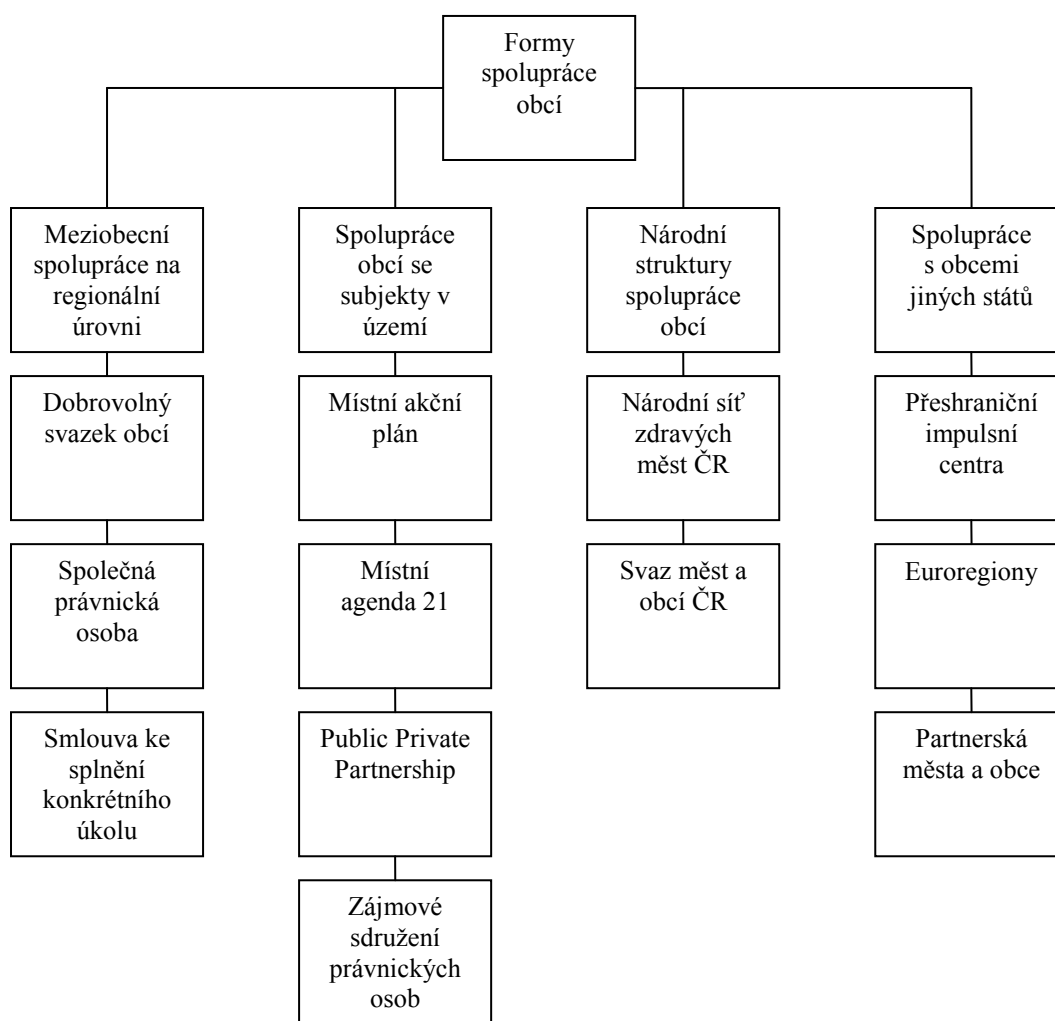 Formy
spolupráce
obcí
Meziobecní
spolupráce na
regionální
úrovni
Spolupráce
obcí se
subjekty v
území
Národní
struktury
spolupráce
obcí
Spolupráce
s obcemi
jiných států
Dobrovolný
svazek obcí
Místní akční
plán
Národní síť
zdravých
měst ČR
Přeshraniční
impulsní
centra
Společná
právnická
osoba
Místní
agenda 21
Svaz měst a
obcí ČR
Euroregiony
Smlouva ke
splnění
konkrétního
úkolu
Public Private
Partnership
Partnerská
města a obce
Zájmové
sdružení
právnických
osob